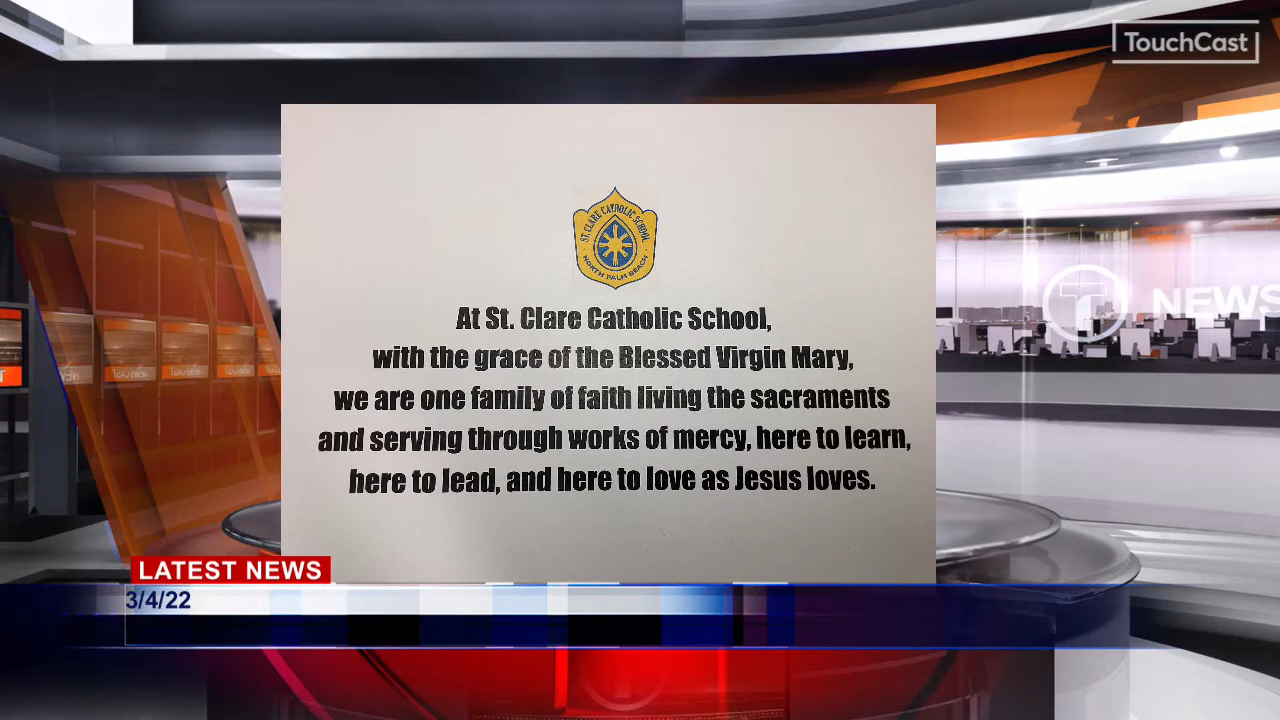 TouchCast
ST. CLARE CATHOLIC SCHOOL
NORTH PALM BEACH
At St. Clare Catholic School,
with the grace of the Blessed Virgin Mary,
we are one family of faith living the sacraments
and serving through works of mercy, here to learn,
here to lead, and here to love as Jesus loves.
T NEWS
LATEST NEWS
3/4/22